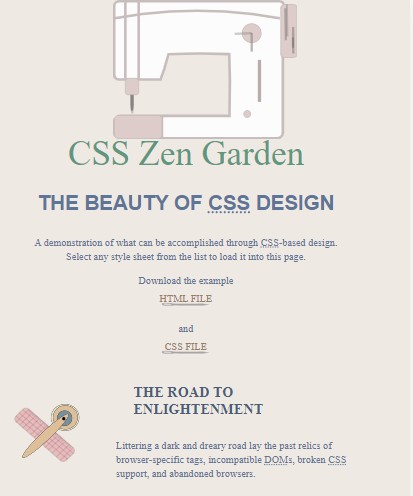 CSS Zen Garden
THE BEAUTY OF CSS DESIGN
A demonstration of what can be accomplished through CSS-based design.
Select any style sheet from the list to load it into this page.
Download the example
HTML FILE
and
CSS FILE
THE ROAD TO
ENLIGHTENMENT
Littering a dark and dreary road lay the past relics of
browser-specific tags, incompatible DOMs, broken CSS
support, and abandoned browsers.